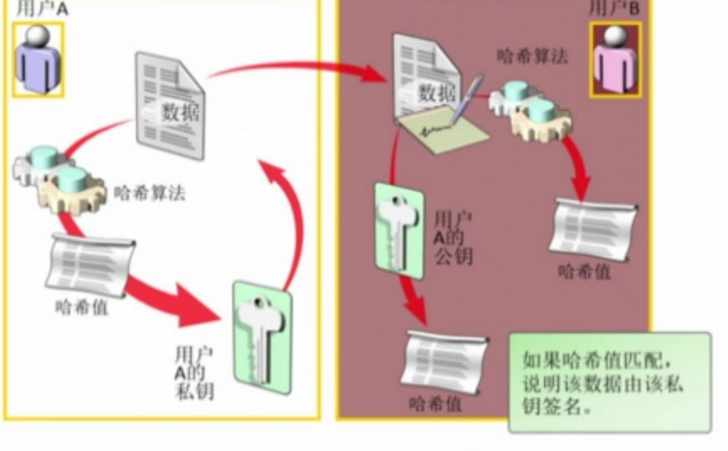 用户A
数据
哈希算法
哈希值
用户
A的
私钥
用户B
数据
哈希算法
用户
A的
公钥
哈希值
哈希值
如果哈希值匹配，
说明该数据由该私
钥签名。